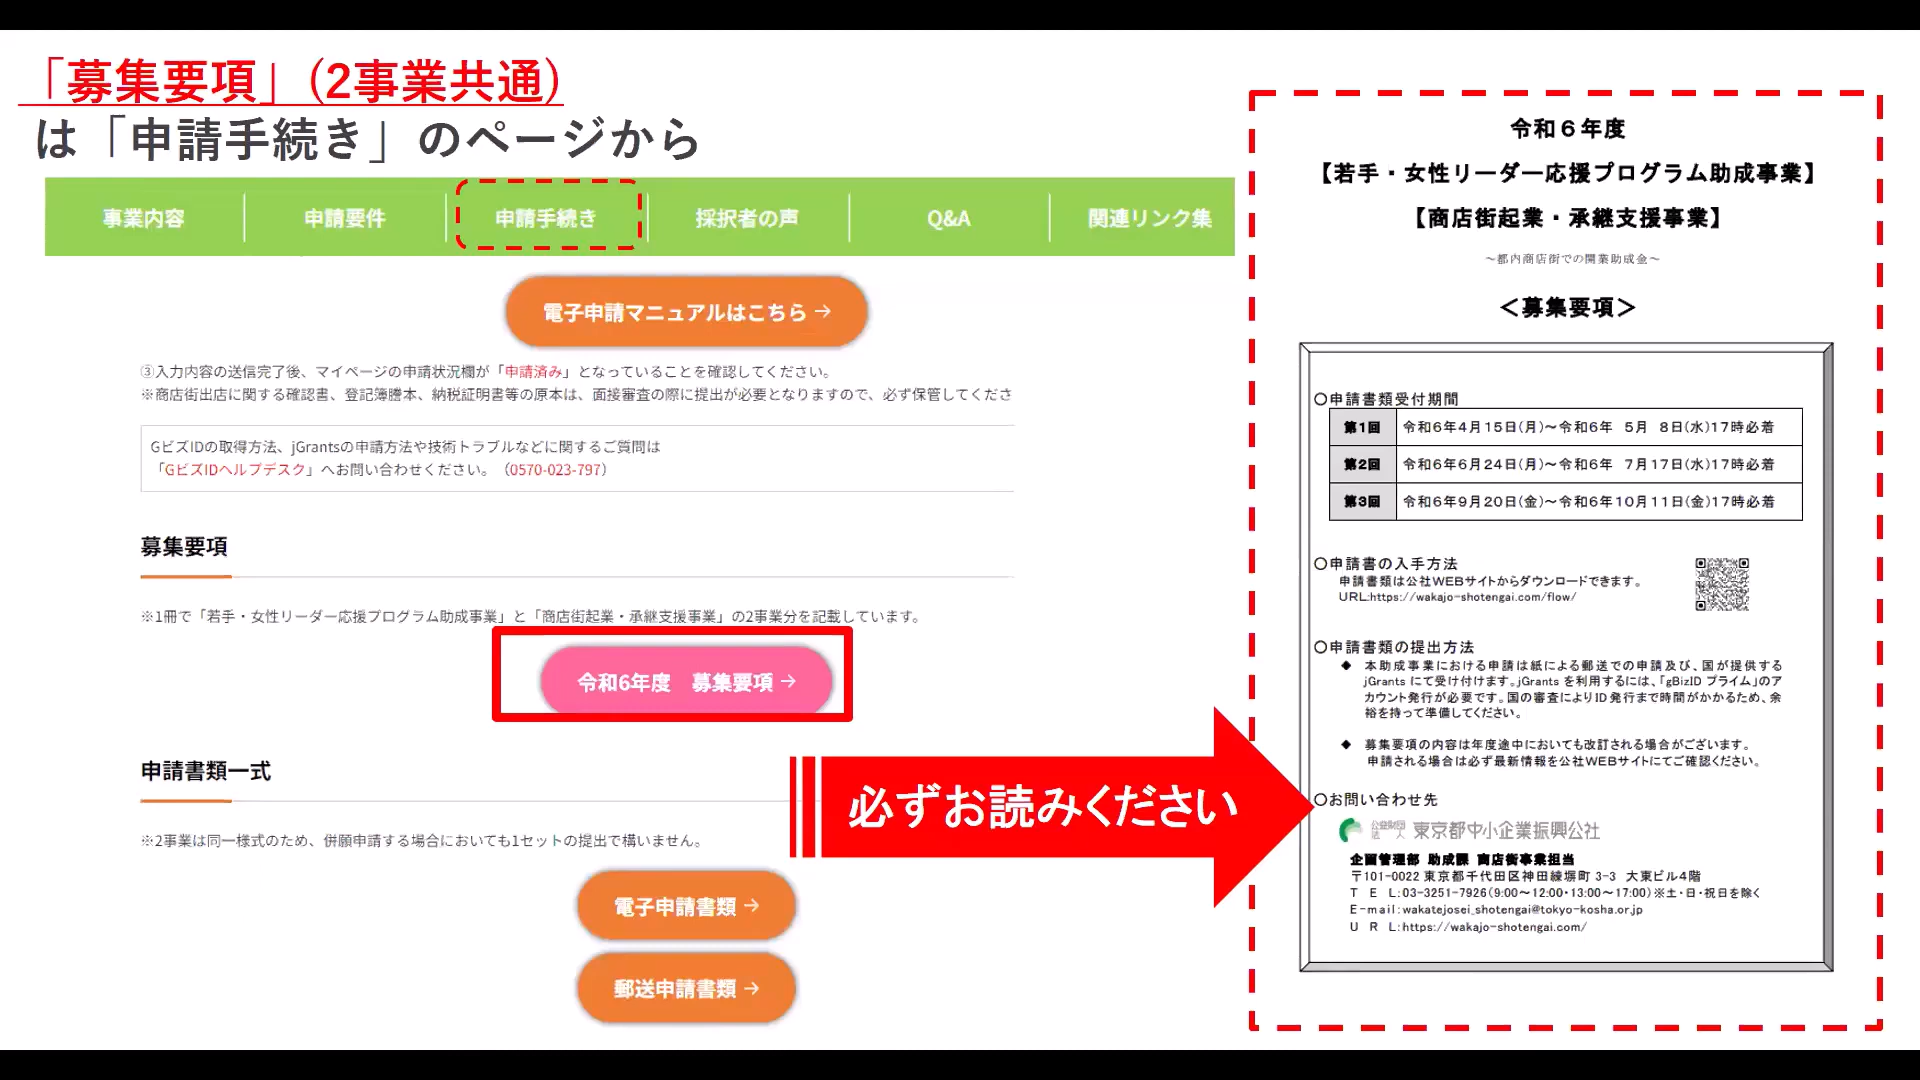 「募集要項」(2事業共通)
は「申請手続き」のページから
事業内容 申請要件 申請手続き 採択者の声 Q&A 関連リンク集
電子申請マニュアルはこちら→
③入力内容の送信完了後、マイページの申請状況欄が「申請済み」となっていることを確認してください。
※商店街出店に関する確認書、登記簿謄本、納税証明書等の原本は、面接審査の際に提出が必要となりますので、必ず保管してくださ
GビズIDの取得方法、jGrantsの申請方法や技術トラブルなどに関するご質問は
「GビズIDヘルプデスク」へお問い合わせください。（0570-023-797）
募集要項
※1冊で「若手・女性リーダー応援プログラム助成事業」と「商店街起業・承継支援事業」の2事業分を記載しています。
令和6年度　募集要項→
申請書類一式
※2事業は同一様式のため、併願申請する場合においても1セットの提出で構いません。
電子申請書類→
郵送申請書類→
必ずお読みください
令和６年度
【若手・女性リーダー応援プログラム助成事業】
【商店街起業・承継支援事業】
～都内商店街での開業助成金～
＜募集要項＞
○申請書類受付期間
第1回 令和６年４月１５日(月)～令和６年　５月　８日(水)１７時必着
第2回 令和６年６月２４日(月)～令和６年　７月１７日(水)１７時必着
第3回 令和６年９月２０日(金)～令和６年１０月１１日(金)１７時必着
○申請書の入手方法
申請書類は公社ＷＥＢサイトからダウンロードできます。
URL:https://wakajo-shotengai.com/flow/
○申請書類の提出方法
◆ 本助成事業における申請は紙による郵送での申請及び、国が提供する
jGrants にて受け付けます。jGrants を利用するには、「gBizID プライム」のア
カウント発行が必要です。国の審査によりID 発行まで時間がかかるため、余
裕を持って準備してください。
◆ 募集要項の内容は年度途中においても改訂される場合がございます。
申請される場合は必ず最新情報を公社ＷＥＢサイトにてご確認ください。
○お問い合わせ先
公益財団法人 東京都中小企業振興公社
企画管理部 助成課 商店街事業担当
〒101-0022 東京都千代田区神田練塀町 3-3　大東ビル４階
Ｔ Ｅ Ｌ：03-3251-7926（9：00～12：00・13：00～17：00）※土・日・祝日を除く
Ｅ-ｍａｉｌ：wakatejosei_shotengai@tokyo-kosha.or.jp
Ｕ Ｒ Ｌ：https://wakajo-shotengai.com/